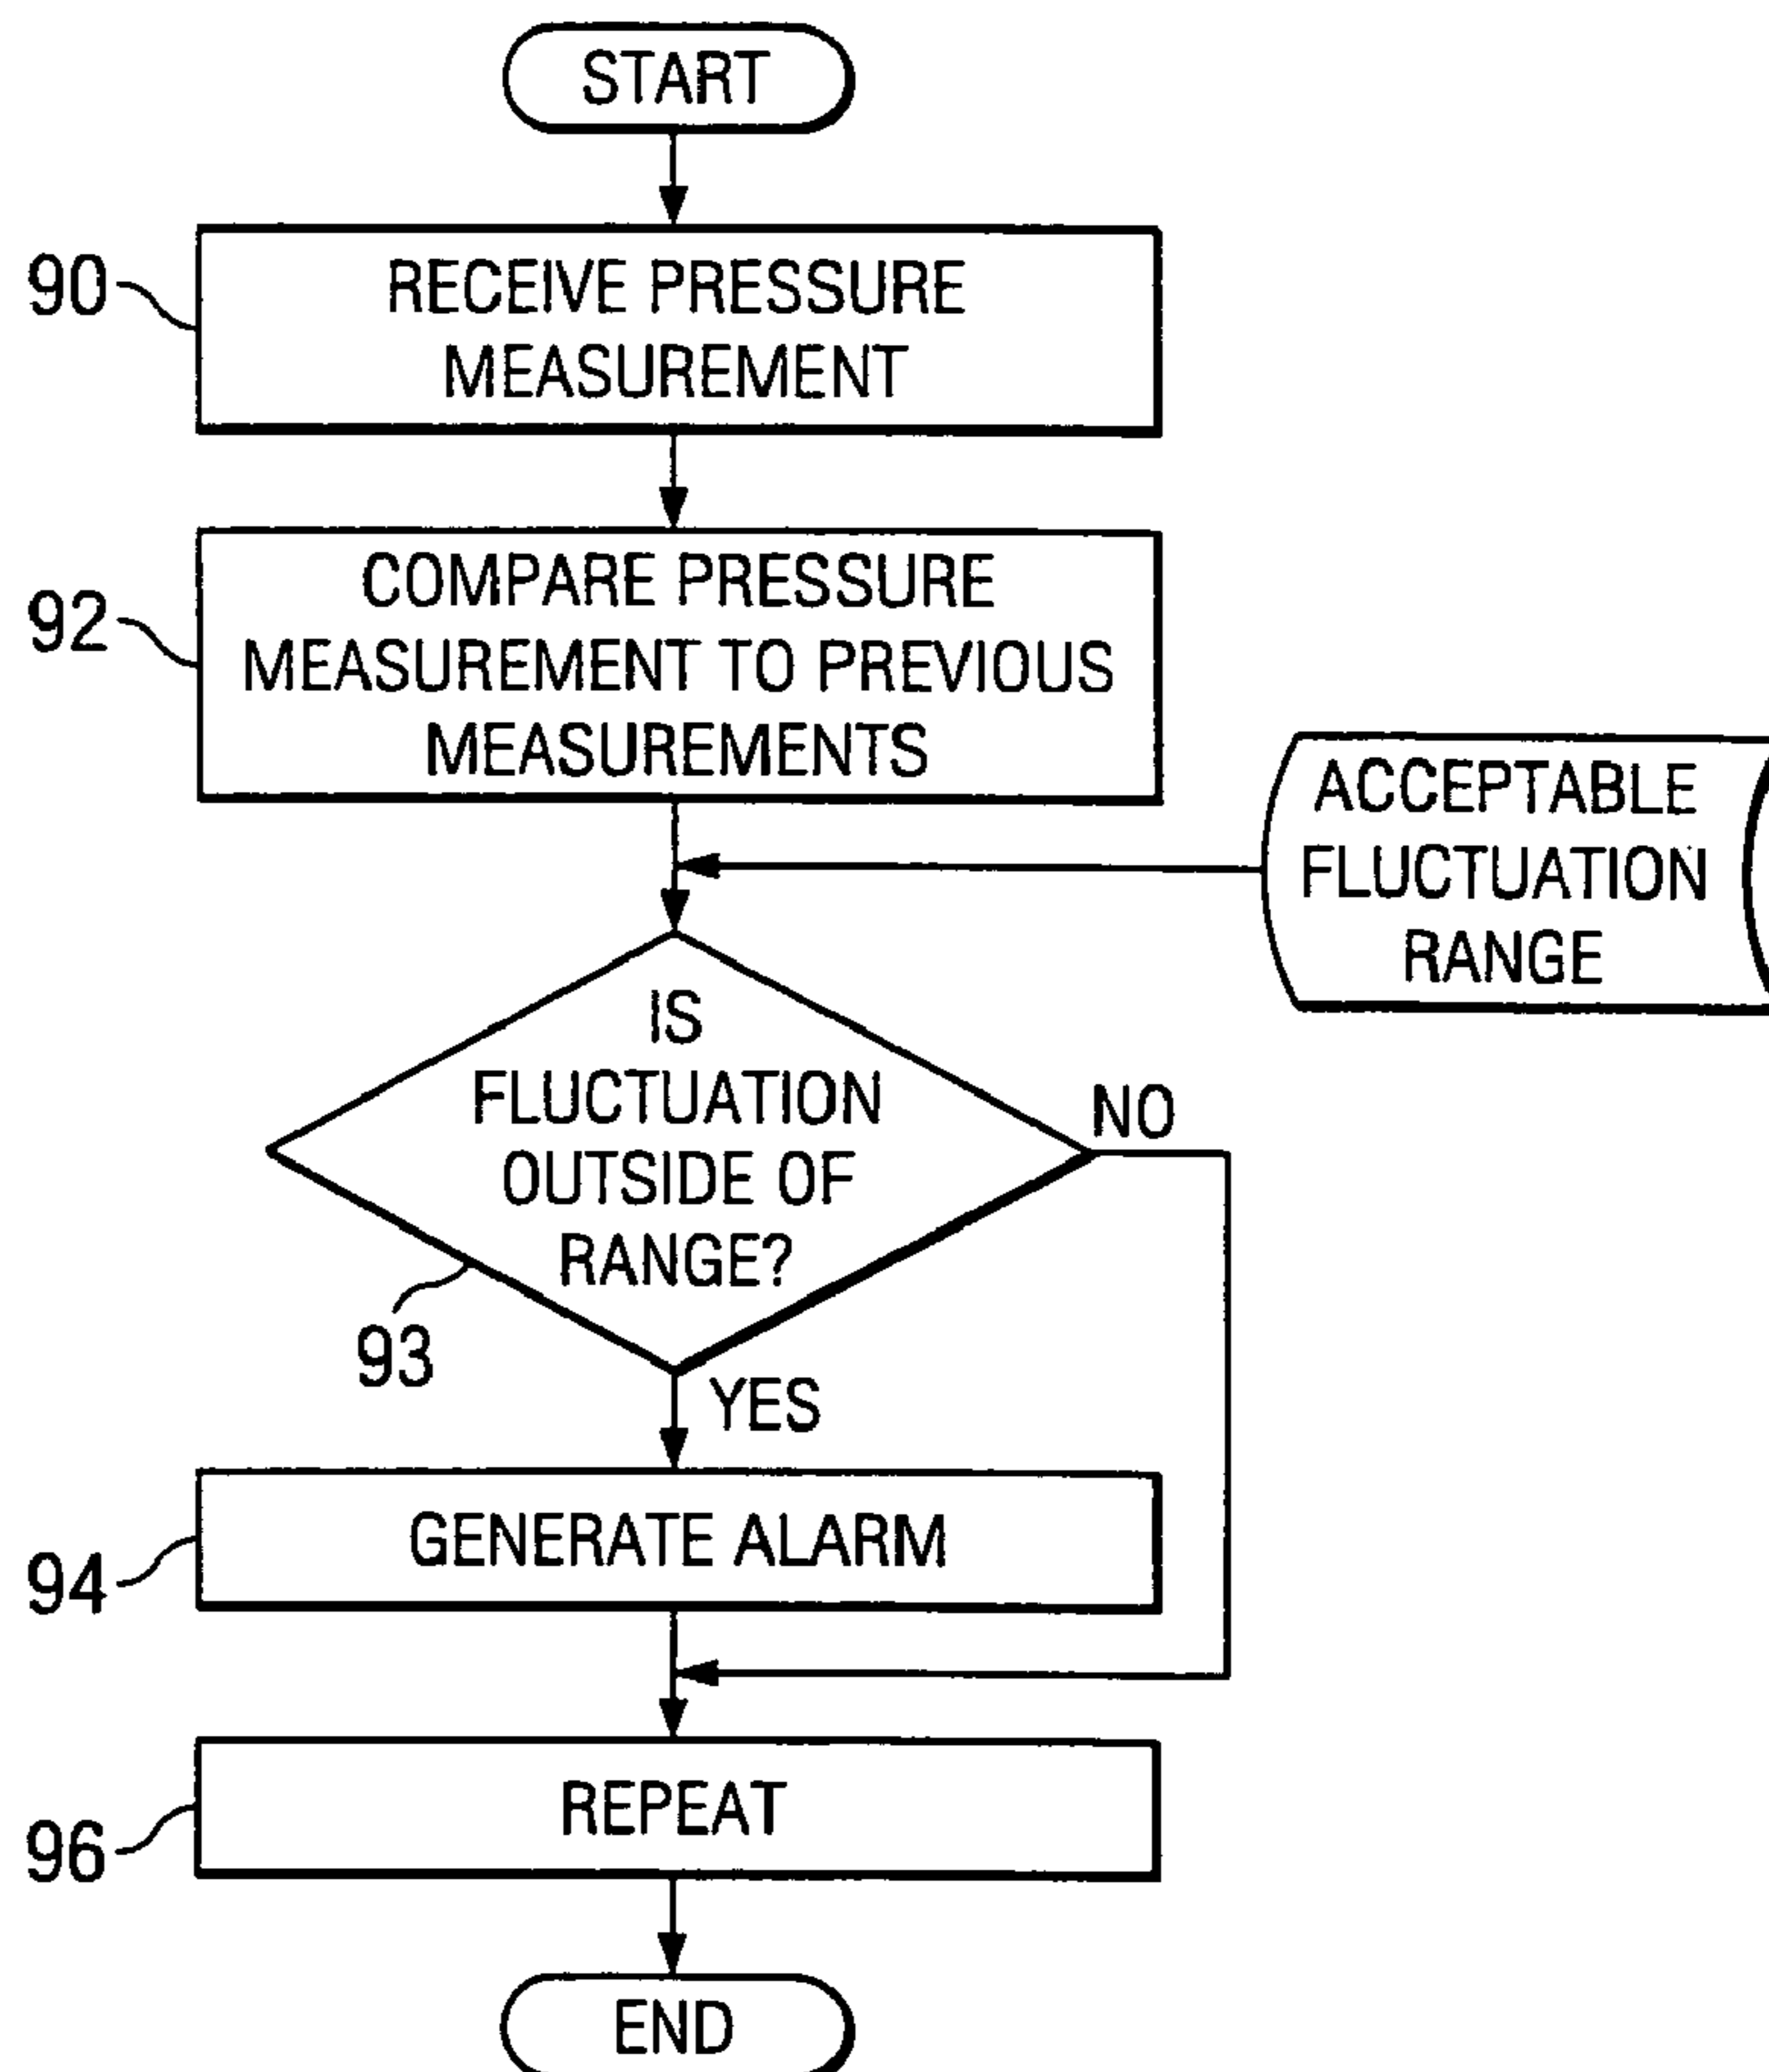 START
90
RECEIVE PRESSURE
MEASUREMENT
92
COMPARE PRESSURE
MEASUREMENT TO PREVIOUS
MEASUREMENTS
ACCEPTABLE
FLUCTUATION
RANGE
IS
FLUCTUATION
OUTSIDE OF
RANGE?
NO
93
YES
94
GENERATE ALARM
96
REPEAT
END